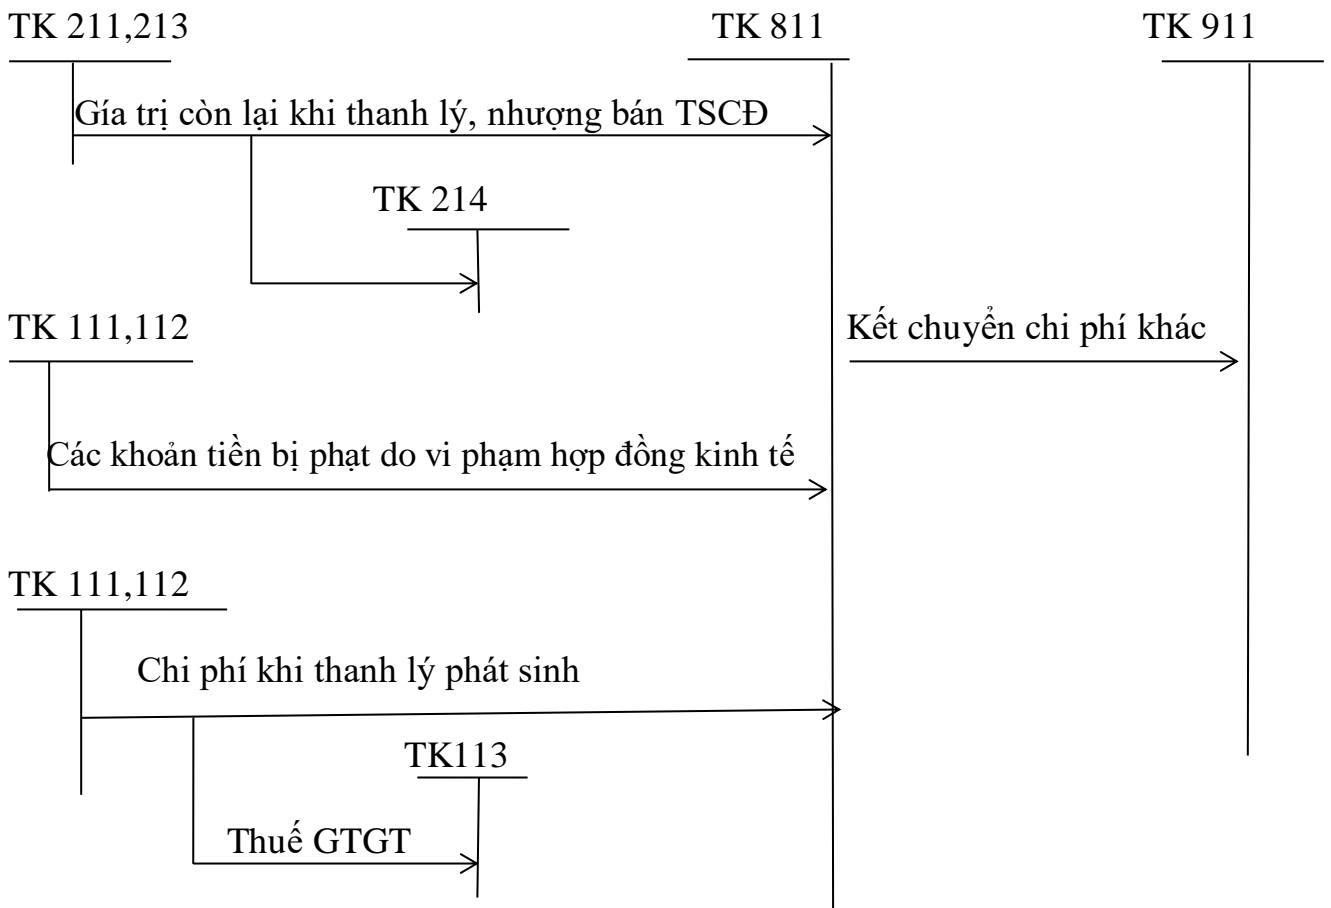 TK 211,213
TK 811
TK 911
Gía trị còn lại khi thanh lý, nhượng bán TSCĐ
TK 214
TK 111,112
Kết chuyển chi phí khác
Các khoản tiền bị phạt do vi phạm hợp đồng kinh tế
TK 111,112
Chi phí khi thanh lý phát sinh
TK113
Thuế GTGT